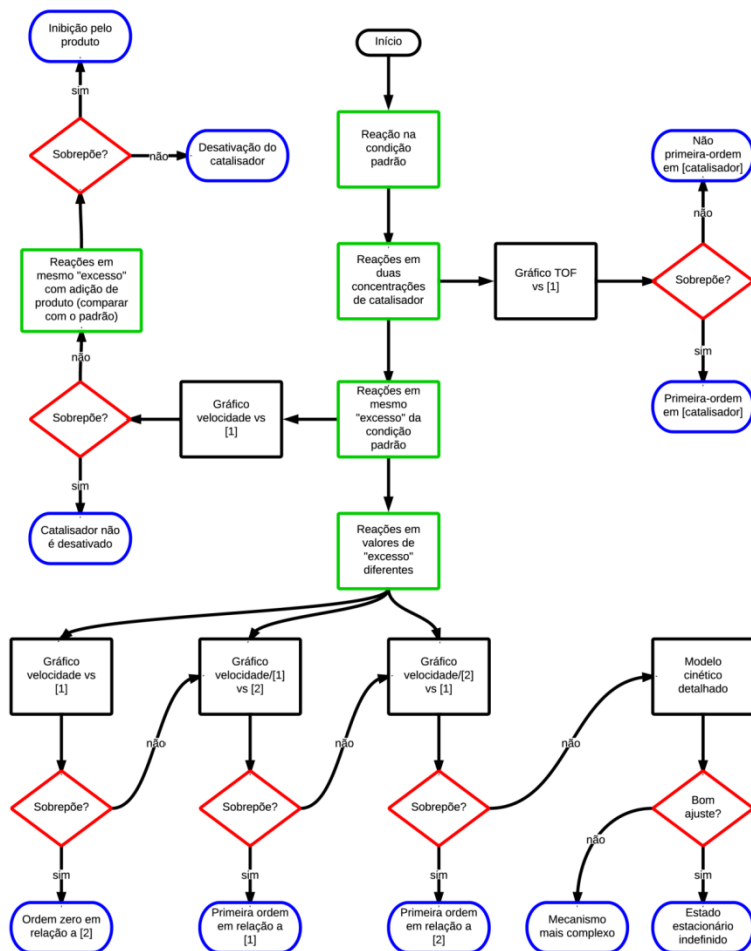 Início
Reação na
condição
padrão
Reações em
duas
concentrações
de catalisador
Gráfico TOF
vs [1]
Sobrepõe?
não
Não
primeira-ordem
em [catalisador]
sim
Primeira-ordem
em [catalisador]
Reações em
mesmo "excesso"
da condição
padrão
Gráfico
velocidade vs
[1]
Sobrepõe?
sim
Catalisador não
é desativado
não
Reações em
mesmo "excesso"
com adição de
produto (comparar
com o padrão)
Sobrepõe?
não
Desativação do
catalisador
sim
Inibição pelo
produto
Reações em
valores de
"excesso"
diferentes
Gráfico
velocidade vs
[1]
Sobrepõe?
não
sim
Ordem zero em
relação a [2]
Gráfico
velocidade/[1]
vs [2]
Sobrepõe?
não
sim
Primeira ordem
em relação a
[1]
Gráfico
velocidade/[2]
vs [1]
Sobrepõe?
não
sim
Primeira ordem
em relação a
[2]
Modelo
cinético
detalhado
Bom
ajuste?
não
Mecanismo
mais complexo
sim
Estado
estacionário
indefinido